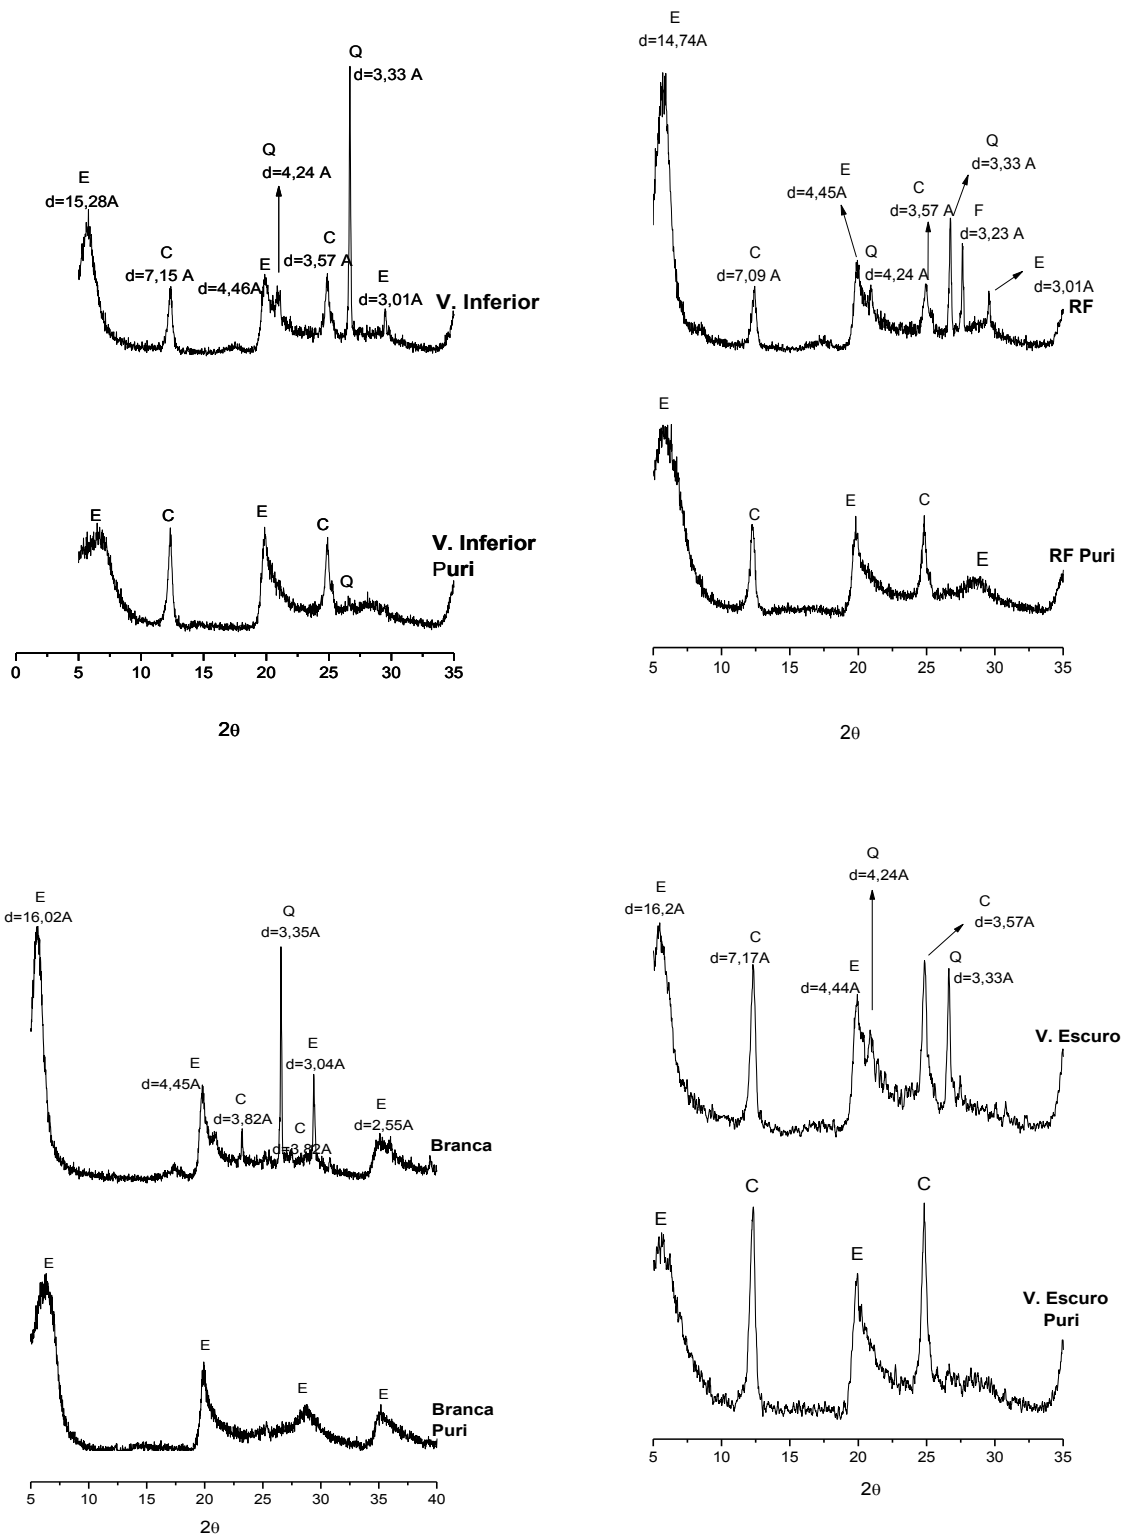 Q
d=3,33 A
Q
d=4,24 A
E
d=15,28A
C
d=7,15 A
E
d=4,46A
C
d=3,57 A
E
d=3,01A
V. Inferior
E
C
E
C
Q
V. Inferior
Puri
0 5 10 15 20 25 30 35
2θ
E
d=14,74A
Q
d=3,33 A
E
d=4,45A
C
d=3,57 A
F
d=3,23 A
C
d=7,09 A
Q
d=4,24 A
E
d=3,01A
RF
E
C
E
C
E
RF Puri
5 10 15 20 25 30 35
2θ
E
d=16,02A
Q
d=3,35A
E
d=4,45A
E
d=3,04A
C
d=3,82A
C
d=3,82A
E
d=2,55A
Branca
E
E
E
E
Branca
Puri
5 10 15 20 25 30 35 40
2θ
Q
d=4,24A
E
d=16,2A
C
d=3,57A
C
d=7,17A
E
d=4,44A
Q
d=3,33A
V. Escuro
E
C
E
C
V. Escuro
Puri
5 10 15 20 25 30 35
2θ